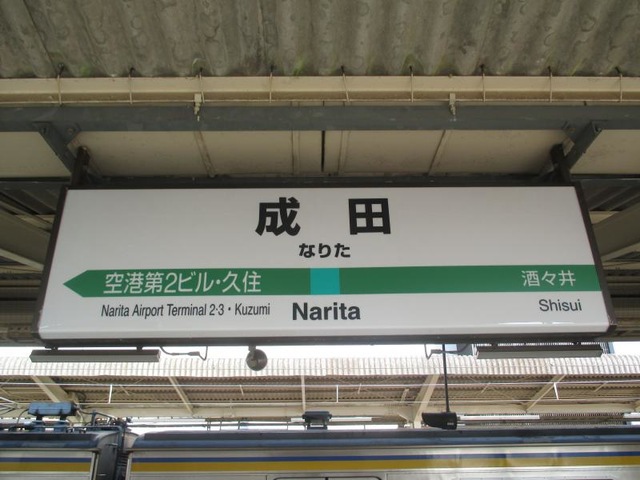 成田
なりた
空港第2ビル・久住
酒々井
Narita Airport Terminal 2·3・Kuzumi
Narita
Shisui